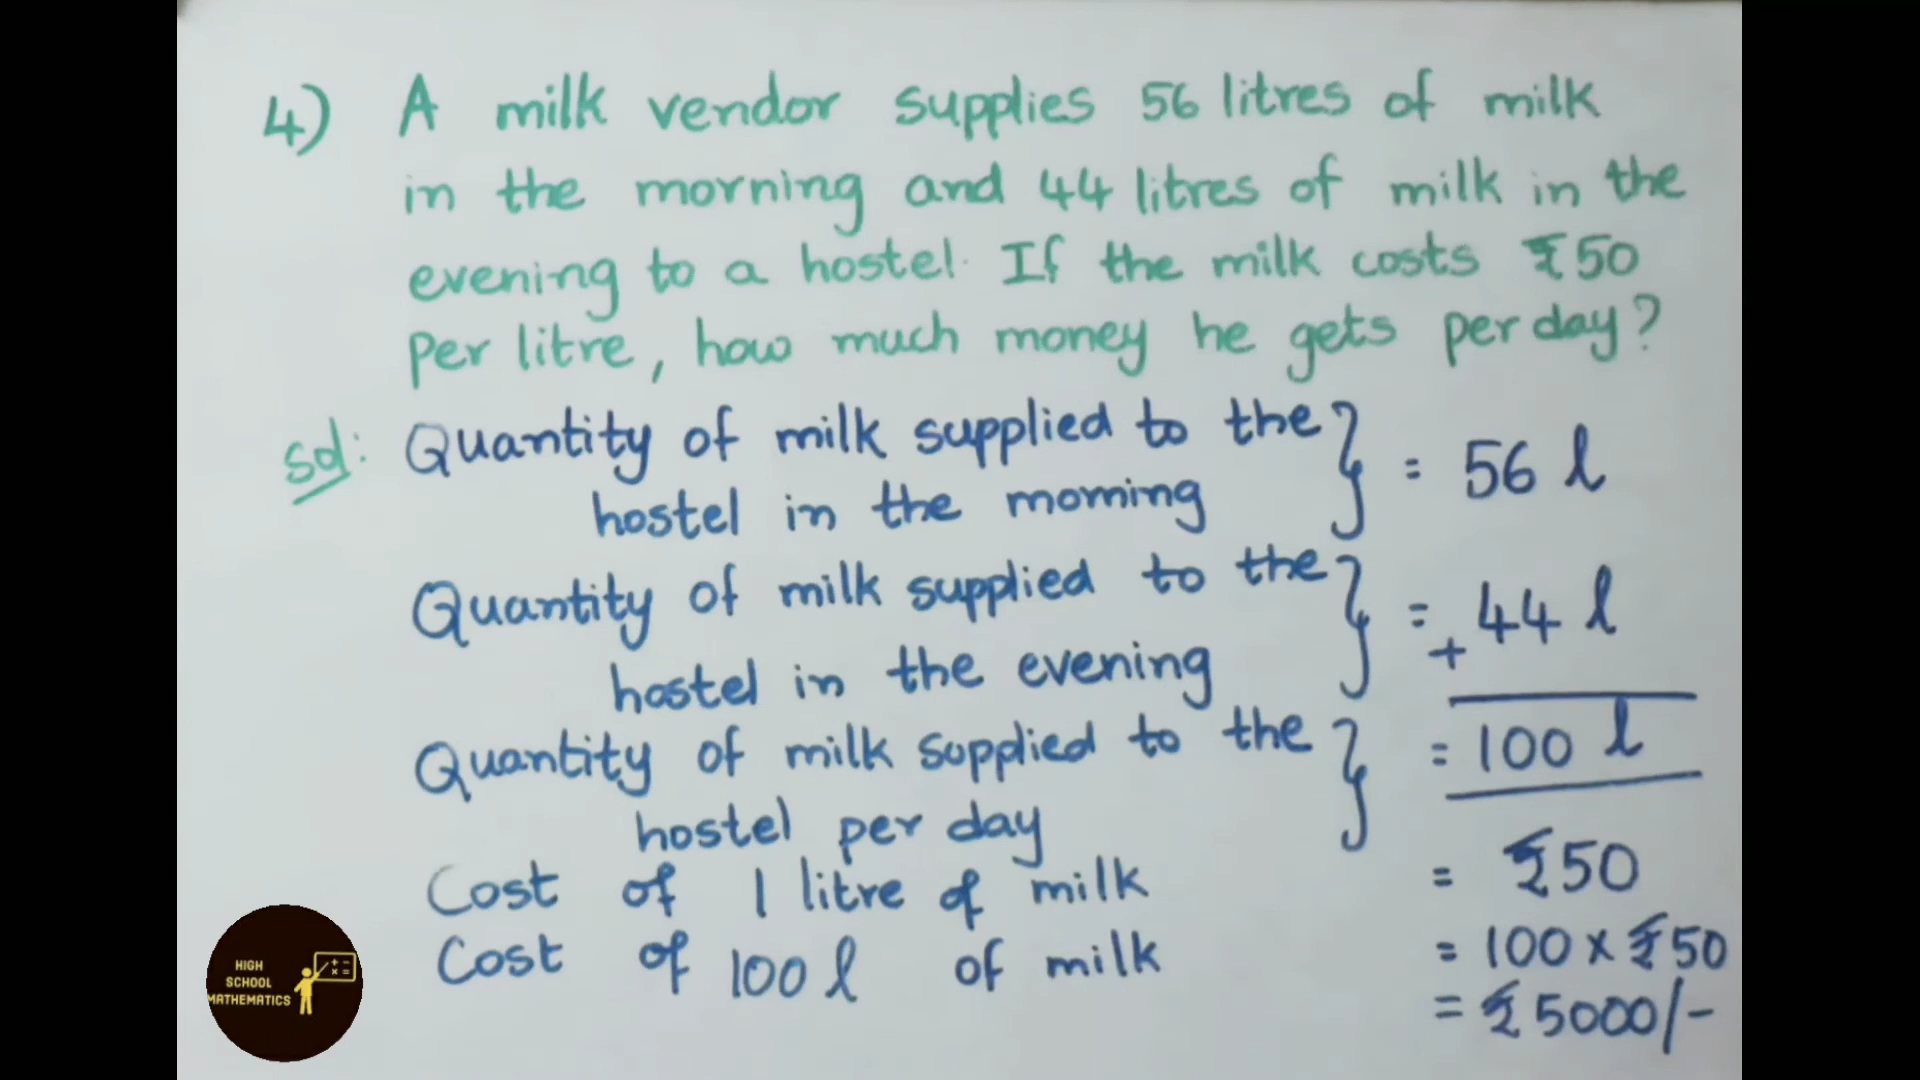 4) A milk vendor supplies 56 litres of milk
in the morning and 44 litres of milk in the
evening to a hostel. If the milk costs ₹50
per litre, how much money he gets per day?
Sol: Quantity of milk supplied to the } = 56 l
hostel in the morning
Quantity of milk supplied to the } = 44 l
hostel in the evening +
Quantity of milk supplied to the } = 100 l
hostel per day
Cost of 1 litre of milk = ₹50
Cost of 100 l of milk = 100 x ₹50
= ₹5000/-
HIGH
SCHOOL
MATHEMATICS
+ -
× =